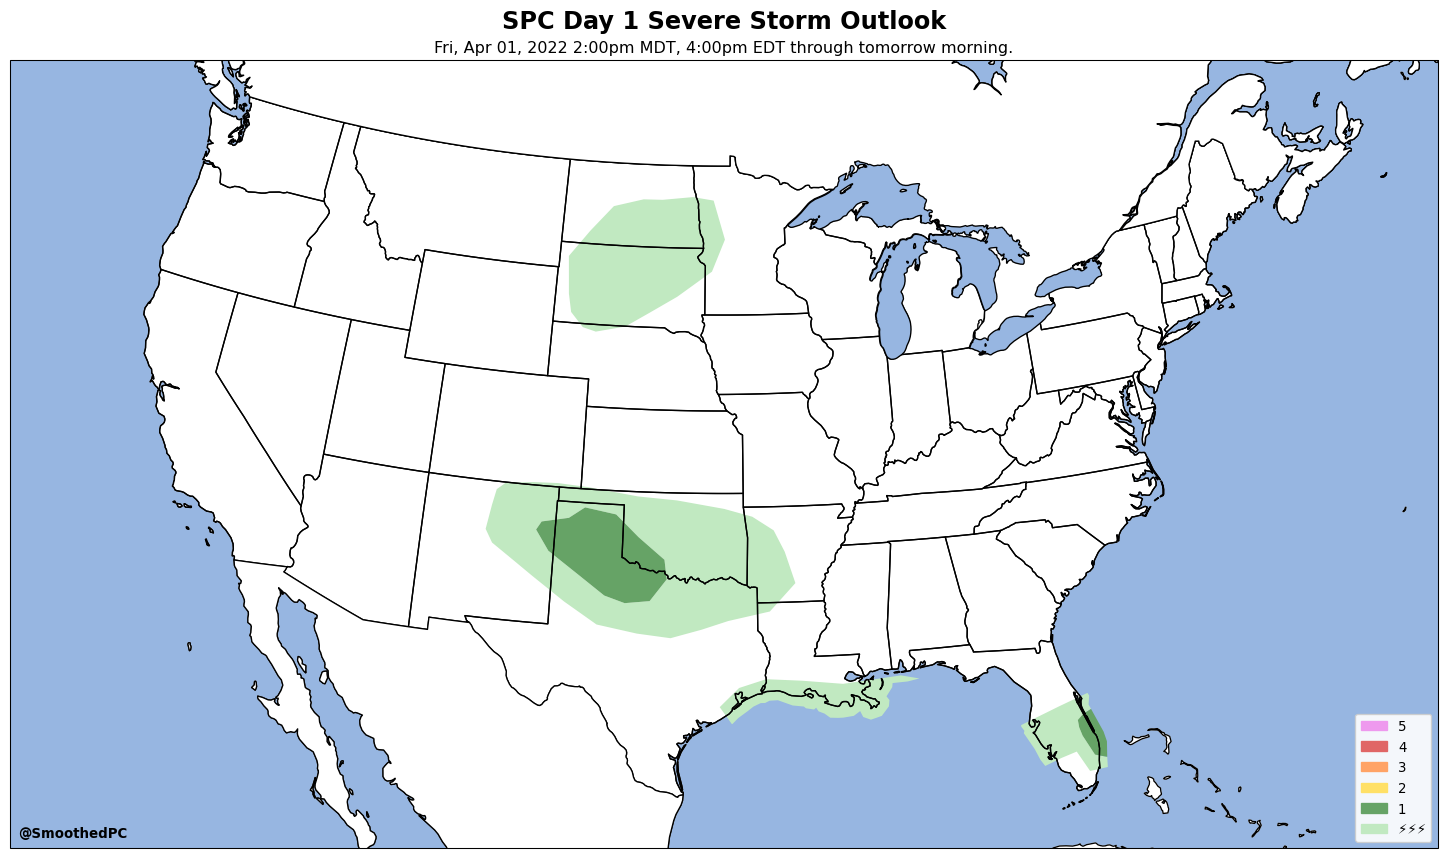 SPC Day 1 Severe Storm Outlook
Fri, Apr 01, 2022 2:00pm MDT, 4:00pm EDT through tomorrow morning.
5
4
3
2
1
⚡⚡⚡
@SmoothedPC